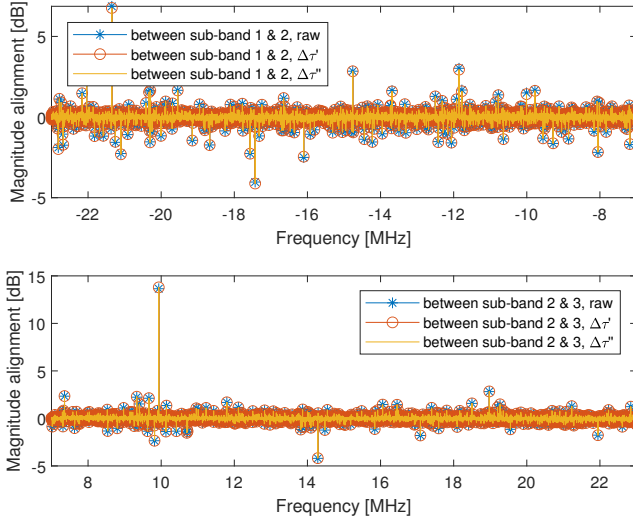 Magnitude alignment [dB]
5
0
-5
between sub-band 1 & 2, raw
between sub-band 1 & 2, Δτ'
between sub-band 1 & 2, Δτ"
-22 -20 -18 -16 -14 -12 -10 -8
Frequency [MHz]
Magnitude alignment [dB]
15
10
5
0
-5
between sub-band 2 & 3, raw
between sub-band 2 & 3, Δτ'
between sub-band 2 & 3, Δτ"
8 10 12 14 16 18 20 22
Frequency [MHz]